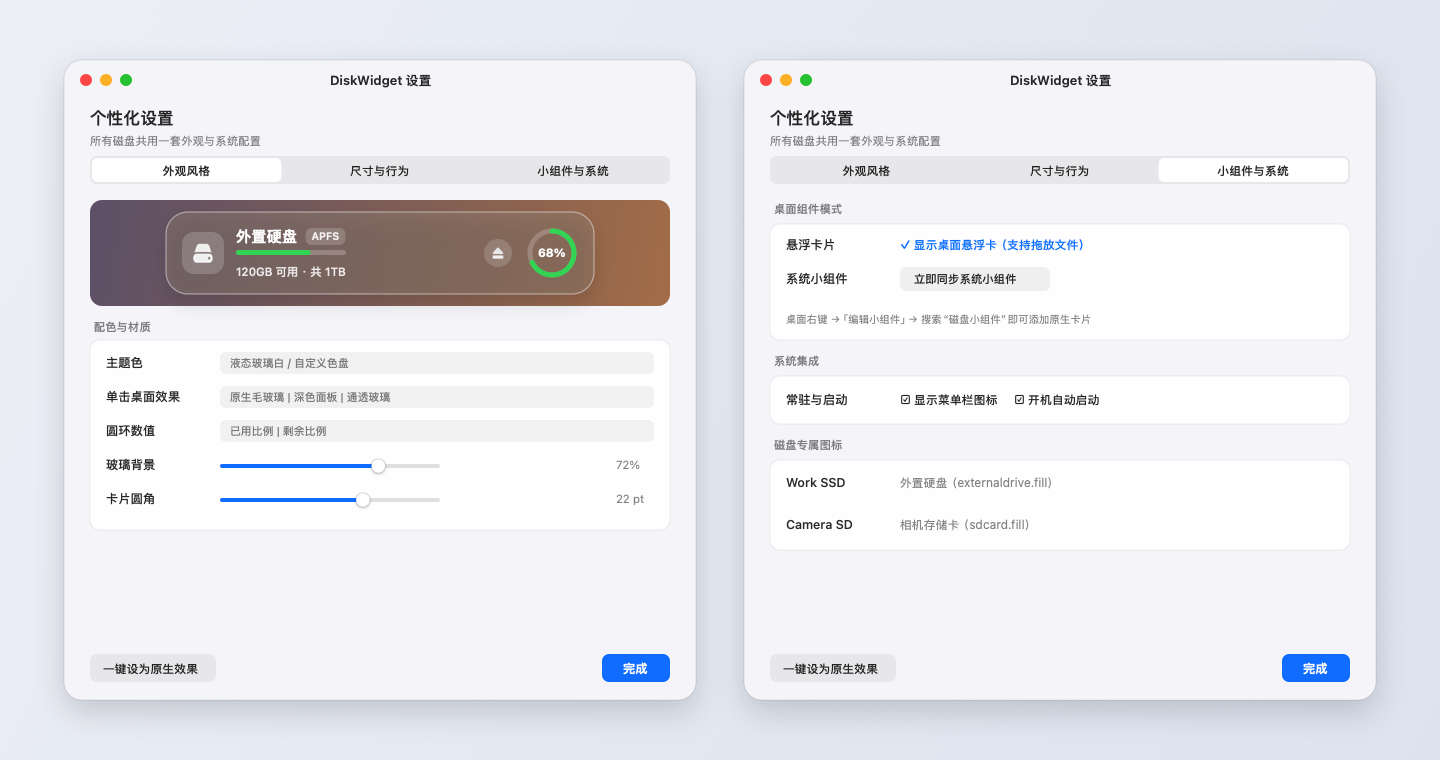 DiskWidget 设置
个性化设置
所有磁盘共用一套外观与系统配置
外观风格
尺寸与行为
小组件与系统
外置硬盘 APFS
120GB 可用 · 共 1TB
68%
配色与材质
主题色 液态玻璃白 / 自定义色盘
单击桌面效果 原生毛玻璃 | 深色面板 | 通透玻璃
圆环数值 已用比例 | 剩余比例
玻璃背景 72%
卡片圆角 22 pt
一键设为原生效果
完成
DiskWidget 设置
个性化设置
所有磁盘共用一套外观与系统配置
外观风格
尺寸与行为
小组件与系统
桌面组件模式
悬浮卡片 ✓ 显示桌面悬浮卡（支持拖放文件）
系统小组件 立即同步系统小组件
桌面右键 →「编辑小组件」→ 搜索“磁盘小组件”即可添加原生卡片
系统集成
常驻与启动 ☑ 显示菜单栏图标 ☑ 开机自动启动
磁盘专属图标
Work SSD 外置硬盘（externaldrive.fill）
Camera SD 相机存储卡（sdcard.fill）
一键设为原生效果
完成